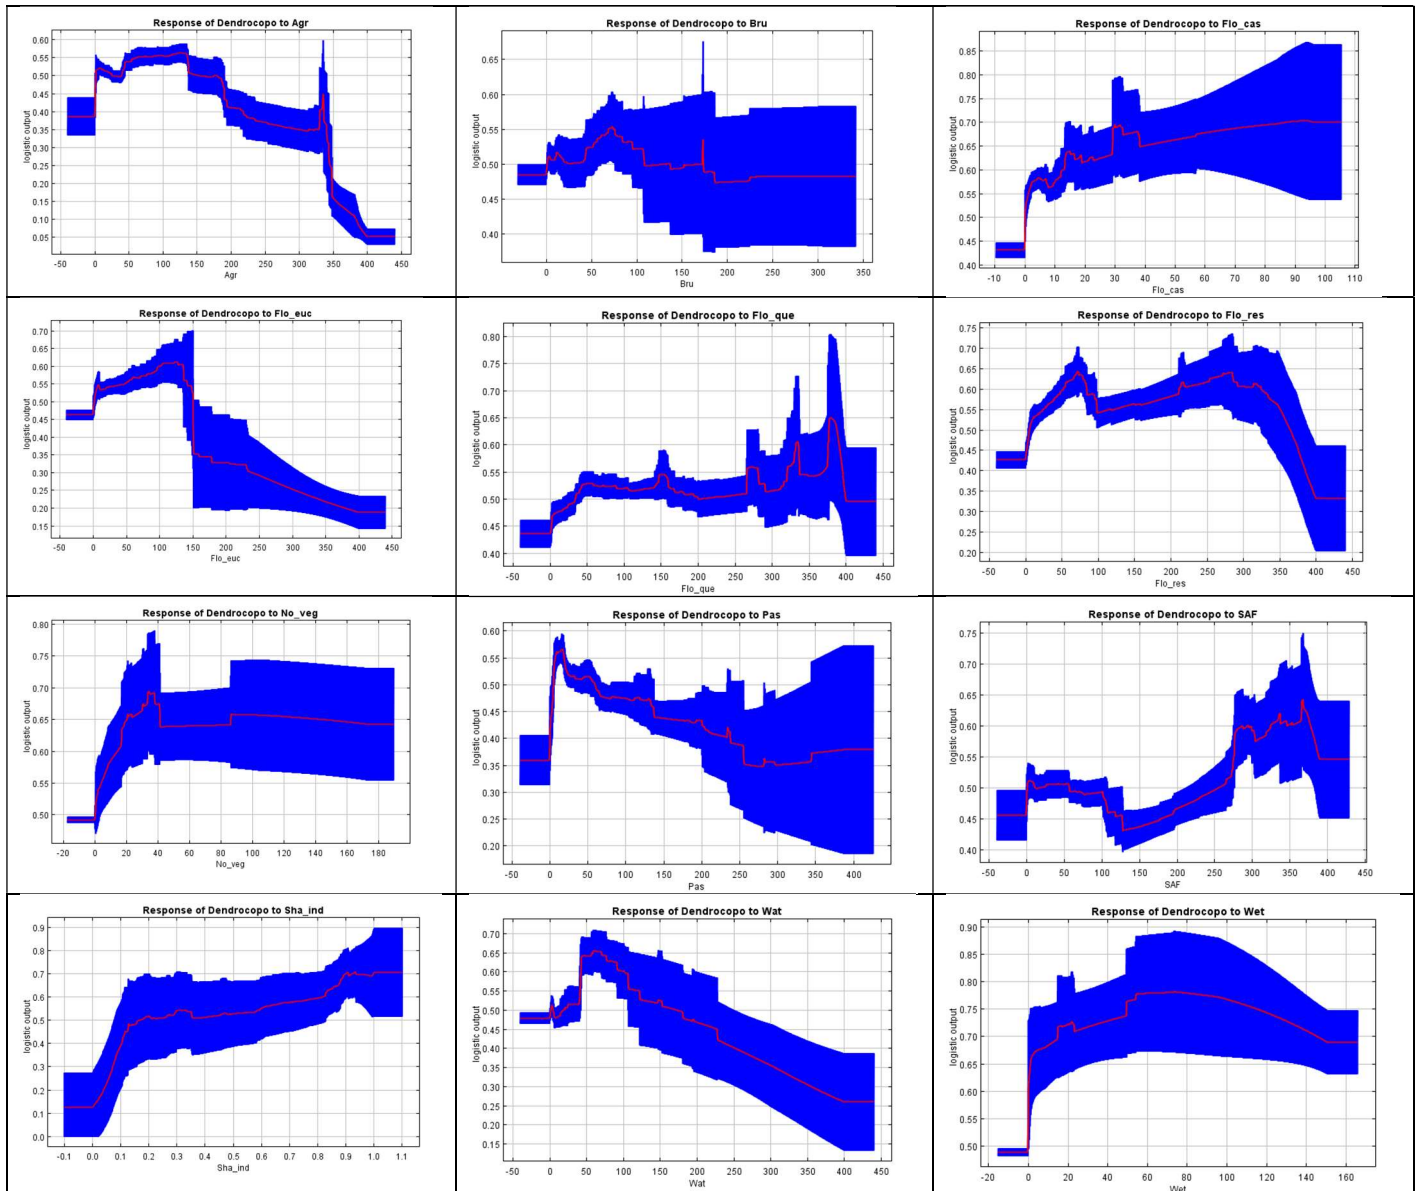 Response of Dendrocopo to Agr
logistic output
0.60
0.55
0.50
0.45
0.40
0.35
0.30
0.25
0.20
0.15
0.10
0.05
-50 0 50 100 150 200 250 300 350 400 450
Agr
Response of Dendrocopo to Bru
logistic output
0.65
0.60
0.55
0.50
0.45
0.40
0 50 100 150 200 250 300 350
Bru
Response of Dendrocopo to Flo_cas
logistic output
0.85
0.80
0.75
0.70
0.65
0.60
0.55
0.50
0.45
0.40
-10 0 10 20 30 40 50 60 70 80 90 100 110
Flo_cas
Response of Dendrocopo to Flo_euc
logistic output
0.70
0.65
0.60
0.55
0.50
0.45
0.40
0.35
0.30
0.25
0.20
0.15
-50 0 50 100 150 200 250 300 350 400 450
Flo_euc
Response of Dendrocopo to Flo_que
logistic output
0.80
0.75
0.70
0.65
0.60
0.55
0.50
0.45
0.40
-50 0 50 100 150 200 250 300 350 400 450
Flo_que
Response of Dendrocopo to Flo_res
logistic output
0.75
0.70
0.65
0.60
0.55
0.50
0.45
0.40
0.35
0.30
0.25
0.20
-50 0 50 100 150 200 250 300 350 400 450
Flo_res
Response of Dendrocopo to No_veg
logistic output
0.80
0.75
0.70
0.65
0.60
0.55
0.50
-20 0 20 40 60 80 100 120 140 160 180
No_veg
Response of Dendrocopo to Pas
logistic output
0.60
0.55
0.50
0.45
0.40
0.35
0.30
0.25
0.20
-50 0 50 100 150 200 250 300 350 400
Pas
Response of Dendrocopo to SAF
logistic output
0.75
0.70
0.65
0.60
0.55
0.50
0.45
0.40
-50 0 50 100 150 200 250 300 350 400 450
SAF
Response of Dendrocopo to Sha_ind
logistic output
0.9
0.8
0.7
0.6
0.5
0.4
0.3
0.2
0.1
0.0
-0.1 0.0 0.1 0.2 0.3 0.4 0.5 0.6 0.7 0.8 0.9 1.0 1.1
Sha_ind
Response of Dendrocopo to Wat
logistic output
0.70
0.65
0.60
0.55
0.50
0.45
0.40
0.35
0.30
0.25
0.20
0.15
-50 0 50 100 150 200 250 300 350 400 450
Wat
Response of Dendrocopo to Wet
logistic output
0.90
0.85
0.80
0.75
0.70
0.65
0.60
0.55
0.50
-20 0 20 40 60 80 100 120 140 160
Wet